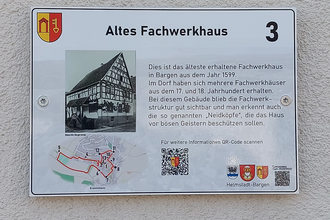 Altes Fachwerkhaus
3
Dies ist das älteste erhaltene Fachwerkhaus
in Bargen aus dem Jahr 1599.
Im Dorf haben sich mehrere Fachwerkhäuser
aus dem 17. und 18. Jahrhundert erhalten.
Bei diesem Gebäude blieb die Fachwerk-
struktur gut sichtbar und man erkennt auch
die so genannten „Neidköpfe", die das Haus
vor bösen Geistern beschützen sollen.
Für weitere Informationen QR-Code scannen
Helmstadt-Bargen